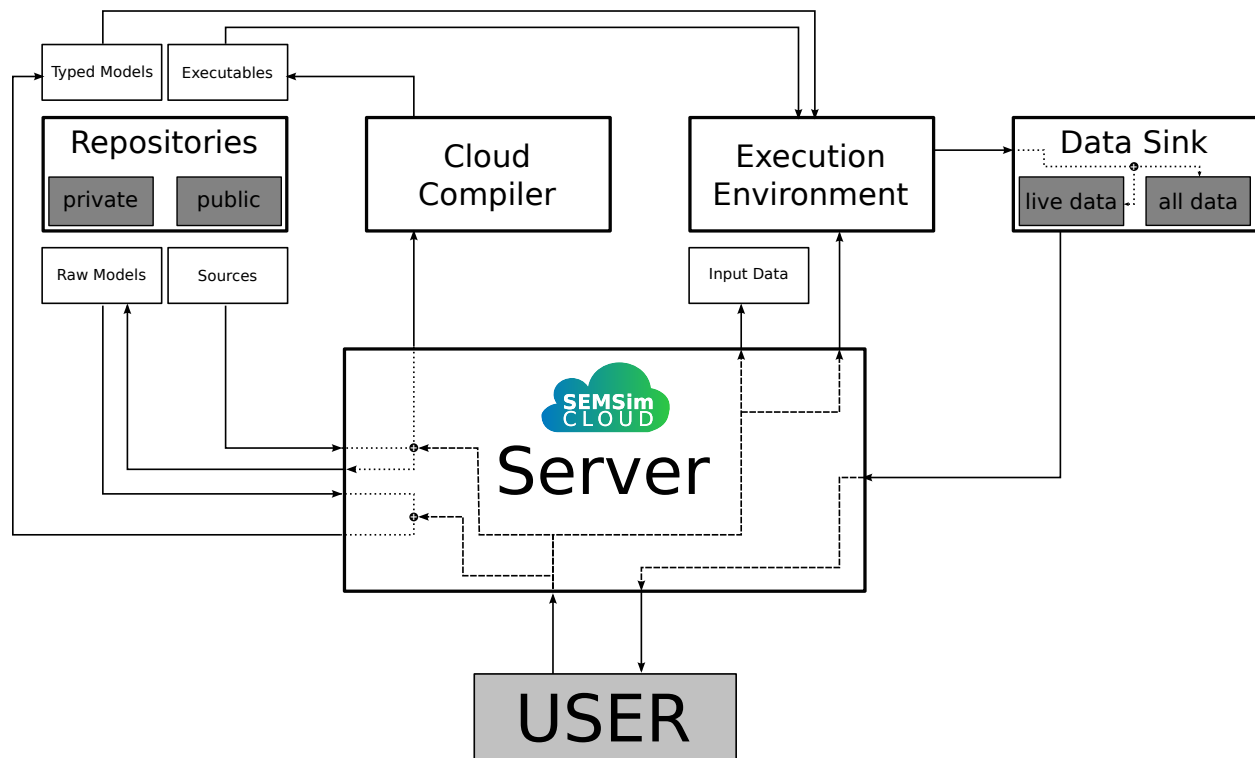 Typed Models
Executables
Repositories
private
public
Cloud
Compiler
Execution
Environment
Data Sink
live data
all data
Raw Models
Sources
Input Data
SEMSim
CLOUD
Server
USER